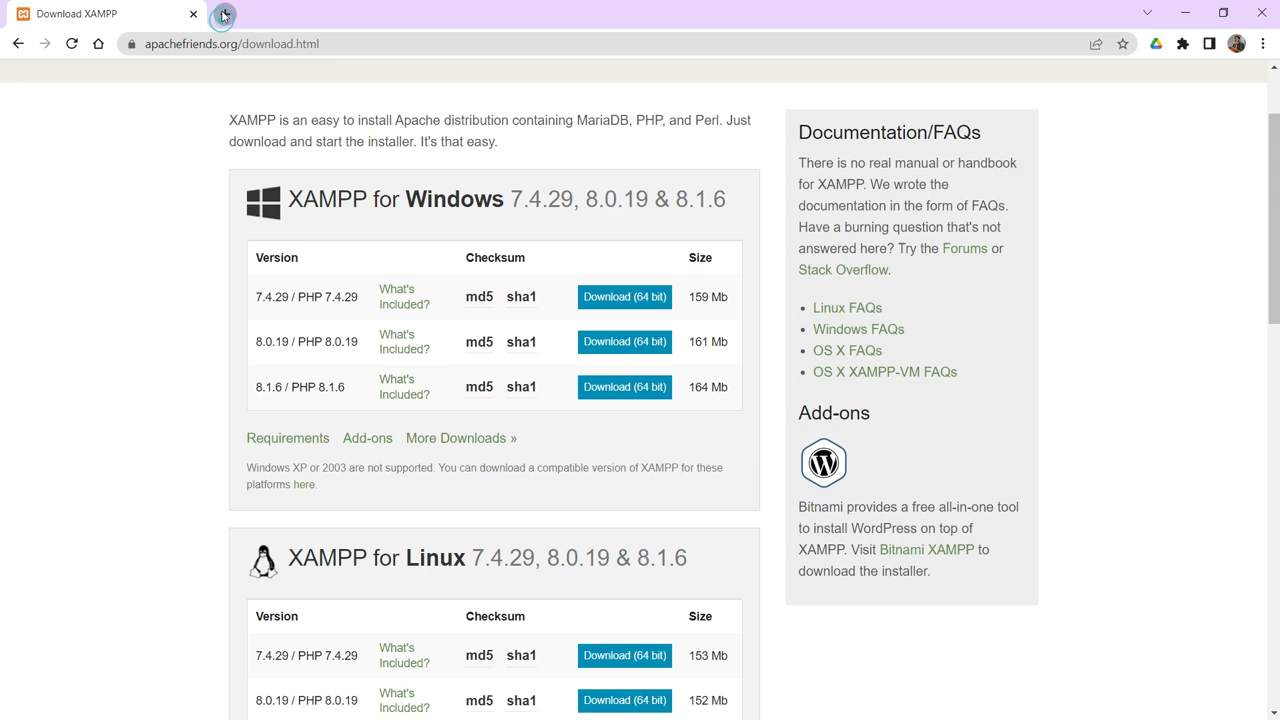 Download XAMPP
apachefriends.org/download.html
XAMPP is an easy to install Apache distribution containing MariaDB, PHP, and Perl. Just
download and start the installer. It's that easy.
XAMPP for Windows 7.4.29, 8.0.19 & 8.1.6
Version Checksum Size
7.4.29 / PHP 7.4.29 What's
Included? md5 sha1 Download (64 bit) 159 Mb
8.0.19 / PHP 8.0.19 What's
Included? md5 sha1 Download (64 bit) 161 Mb
8.1.6 / PHP 8.1.6 What's
Included? md5 sha1 Download (64 bit) 164 Mb
Requirements Add-ons More Downloads »
Windows XP or 2003 are not supported. You can download a compatible version of XAMPP for these
platforms here.
XAMPP for Linux 7.4.29, 8.0.19 & 8.1.6
Version Checksum Size
7.4.29 / PHP 7.4.29 What's
Included? md5 sha1 Download (64 bit) 153 Mb
8.0.19 / PHP 8.0.19 What's
Included? md5 sha1 Download (64 bit) 152 Mb
Documentation/FAQs
There is no real manual or handbook
for XAMPP. We wrote the
documentation in the form of FAQs.
Have a burning question that's not
answered here? Try the Forums or
Stack Overflow.
• Linux FAQs
• Windows FAQs
• OS X FAQs
• OS X XAMPP-VM FAQs
Add-ons
Bitnami provides a free all-in-one tool
to install WordPress on top of
XAMPP. Visit Bitnami XAMPP to
download the installer.